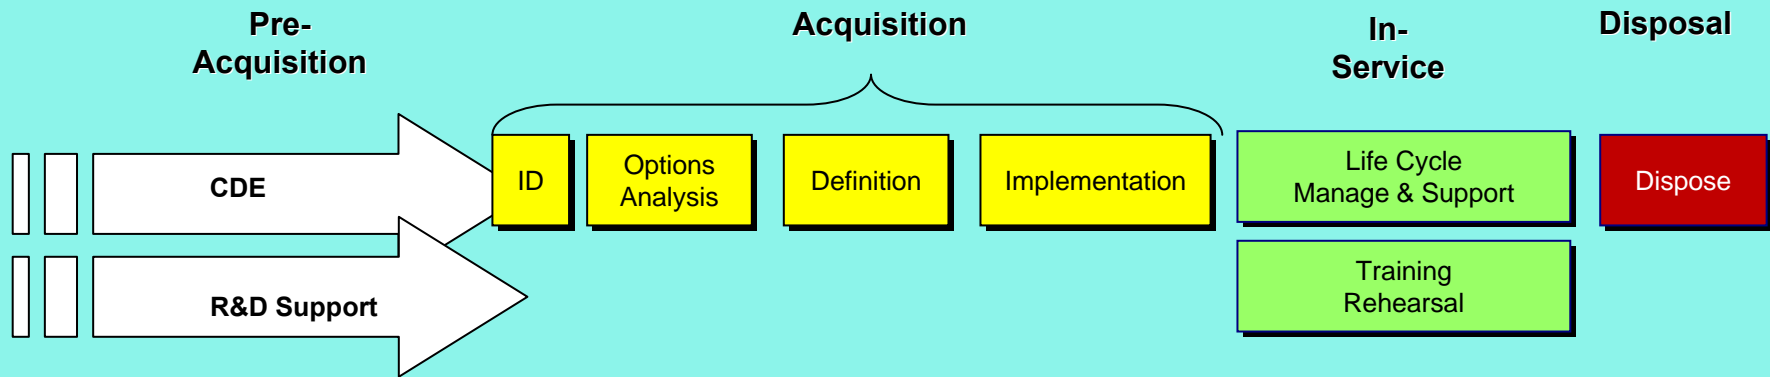 Pre-
Acquisition
Acquisition
In-
Service
Disposal
CDE
R&D Support
ID
Options
Analysis
Definition
Implementation
Life Cycle
Manage & Support
Training
Rehearsal
Dispose